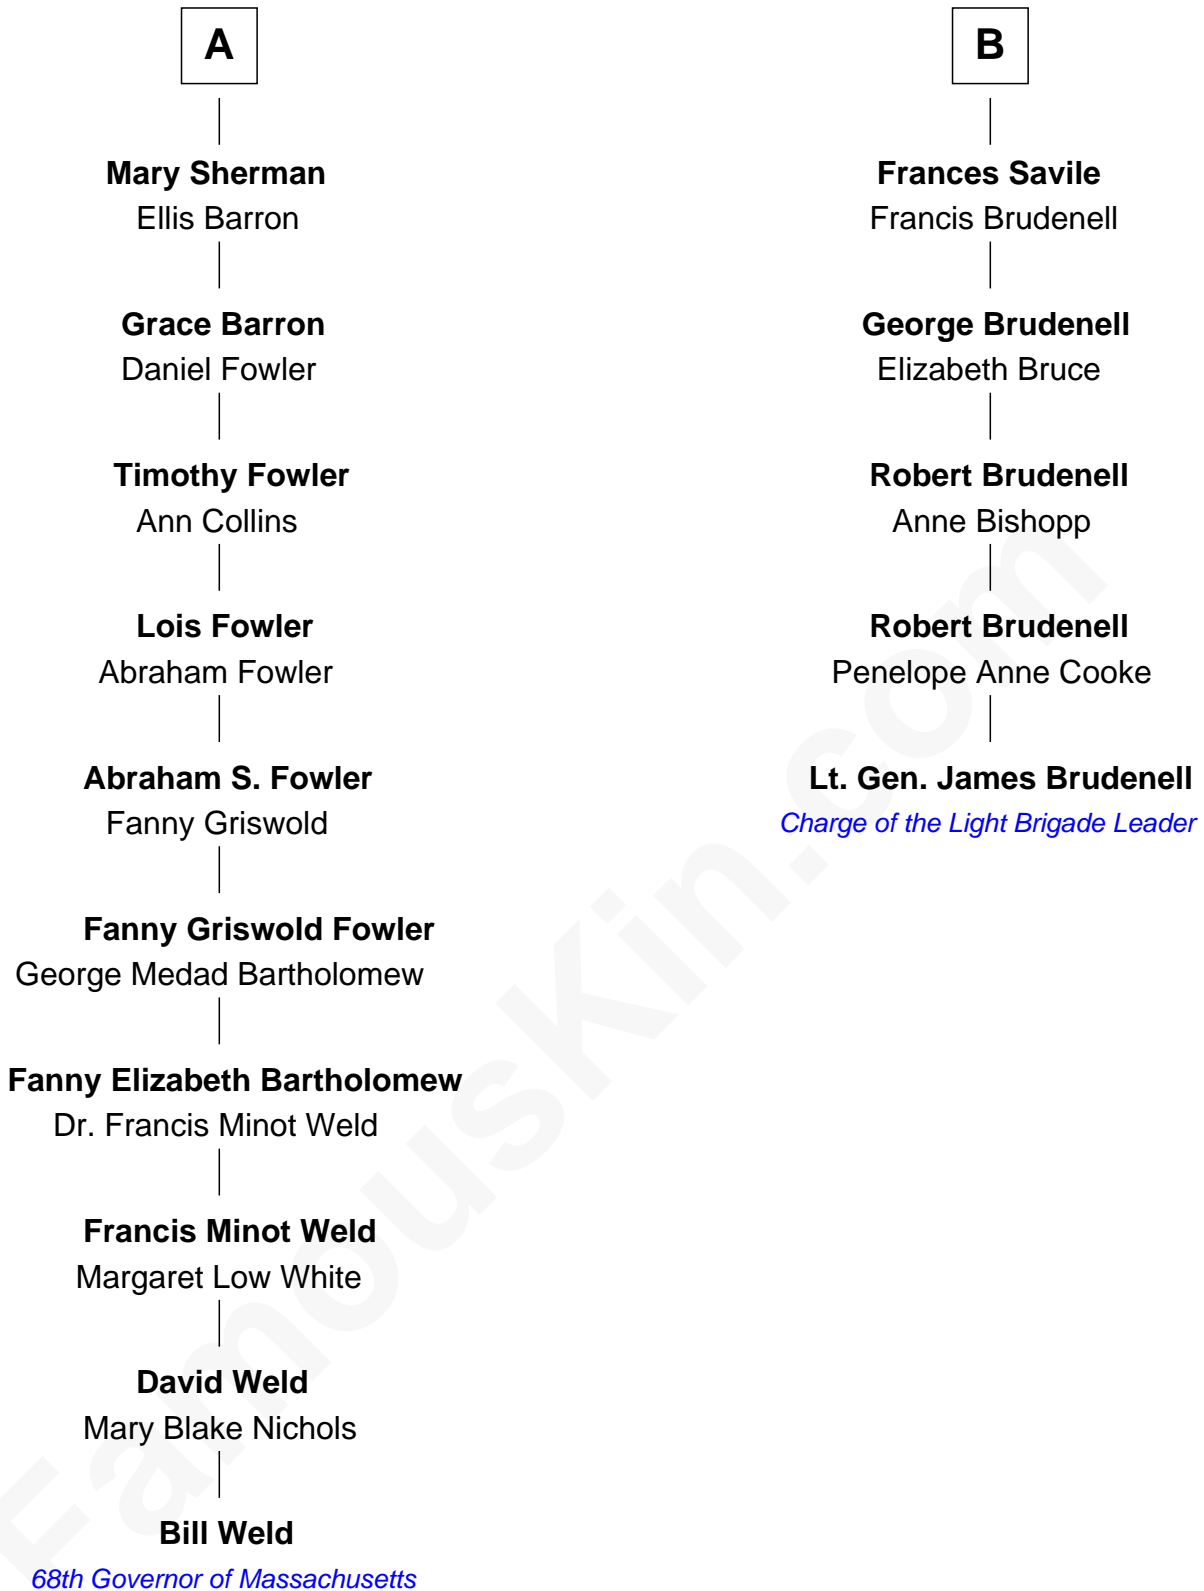 A
Mary Sherman
Ellis Barron
Grace Barron
Daniel Fowler
Timothy Fowler
Ann Collins
Lois Fowler
Abraham Fowler
Abraham S. Fowler
Fanny Griswold
Fanny Griswold Fowler
George Medad Bartholomew
Fanny Elizabeth Bartholomew
Dr. Francis Minot Weld
Francis Minot Weld
Margaret Low White
David Weld
Mary Blake Nichols
Bill Weld
68th Governor of Massachusetts
B
Frances Savile
Francis Brudenell
George Brudenell
Elizabeth Bruce
Robert Brudenell
Anne Bishopp
Robert Brudenell
Penelope Anne Cooke
Lt. Gen. James Brudenell
Charge of the Light Brigade Leader
FamousKin.com